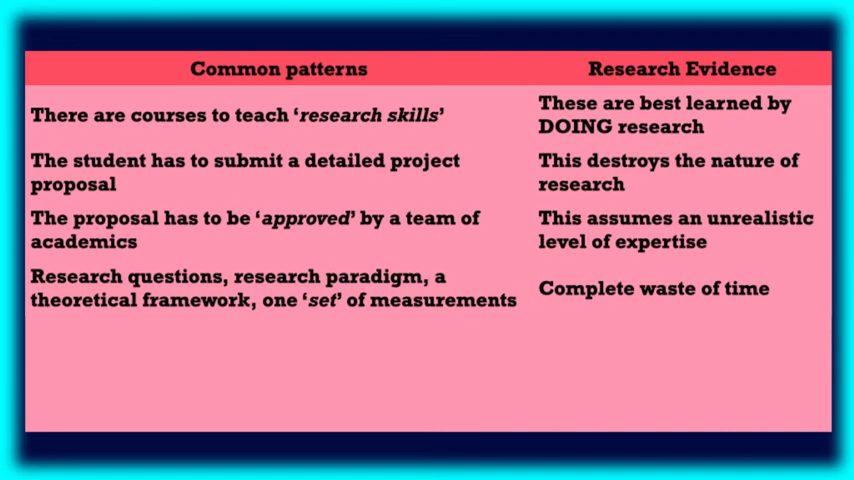 Common patterns
Research Evidence
There are courses to teach ‘research skills’
These are best learned by
DOING research
The student has to submit a detailed project
proposal
This destroys the nature of
research
The proposal has to be ‘approved’ by a team of
academics
This assumes an unrealistic
level of expertise
Research questions, research paradigm, a
theoretical framework, one ‘set’ of measurements
Complete waste of time